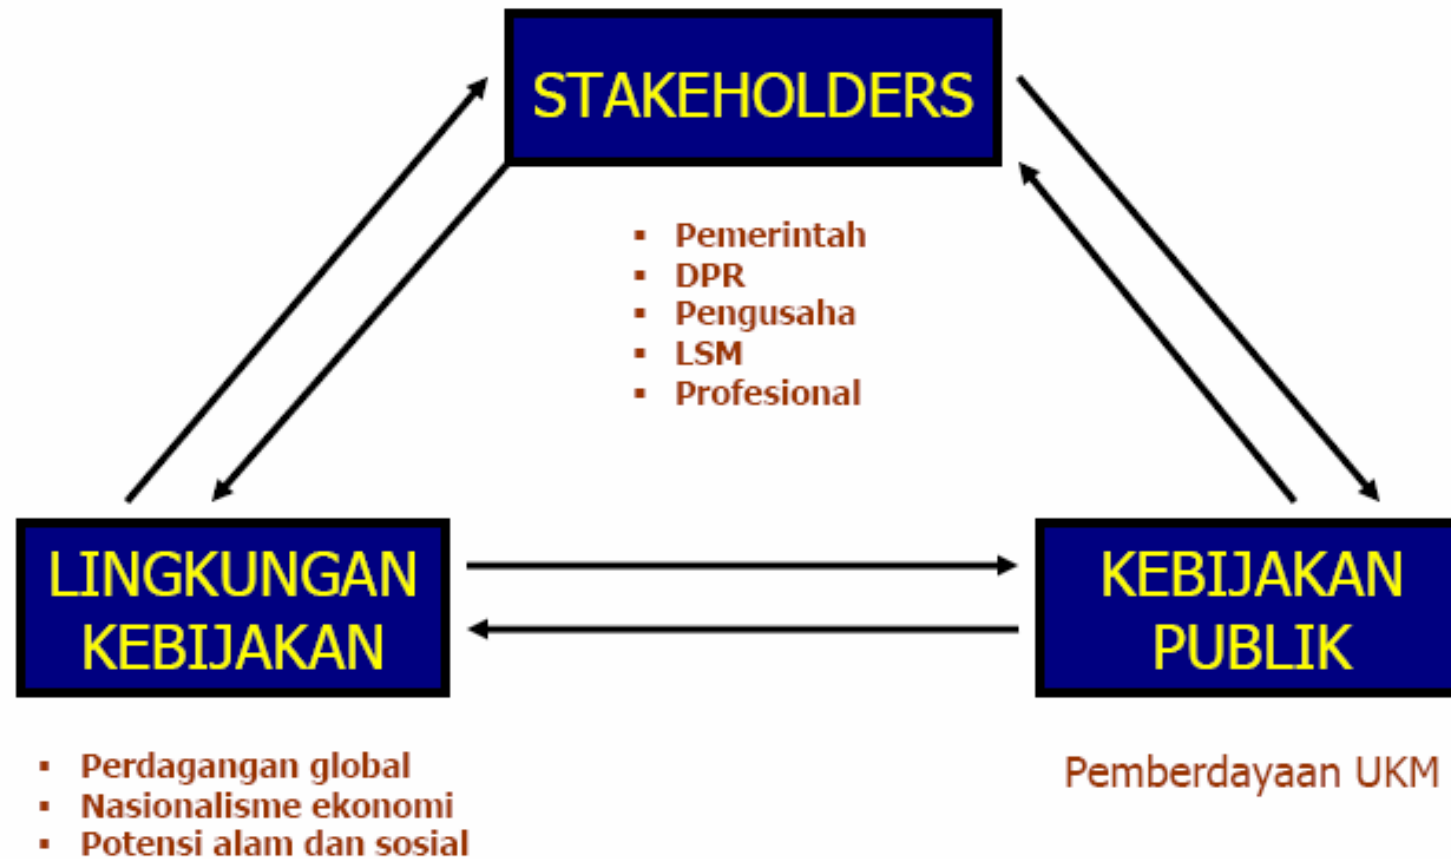 STAKEHOLDERS
▪ Pemerintah
▪ DPR
▪ Pengusaha
▪ LSM
▪ Profesional
LINGKUNGAN
KEBIJAKAN
▪ Perdagangan global
▪ Nasionalisme ekonomi
▪ Potensi alam dan sosial
KEBIJAKAN
PUBLIK
Pemberdayaan UKM